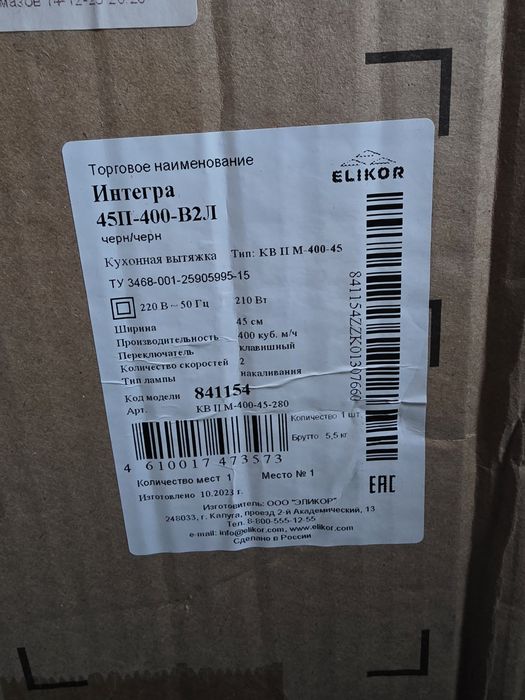 Торговое наименование
ELIKOR
Интегра
45П-400-В2Л
черн/черн
Кухонная вытяжка Тип: КВ II М-400-45
ТУ 3468-001-25905995-15
220 В ~ 50 Гц 210 Вт
Ширина 45 см
Производительность 400 куб. м/ч
Переключатель клавишный
Количество скоростей 2
Тип лампы накаливания
Код модели 841154
Арт. КВ II М-400-45-280
841154ZZK01307660
Количество 1 шт.
Брутто 5,5 кг
4 610017 473573
Количество мест 1 Место № 1
Изготовлено 10.2023 г.
EAC
Изготовитель: ООО "ЭЛИКОР"
248033, г. Калуга, проезд 2-й Академический, 13
Тел. 8-800-555-12-55
e-mail: info@elikor.com, www.elikor.com
Сделано в России